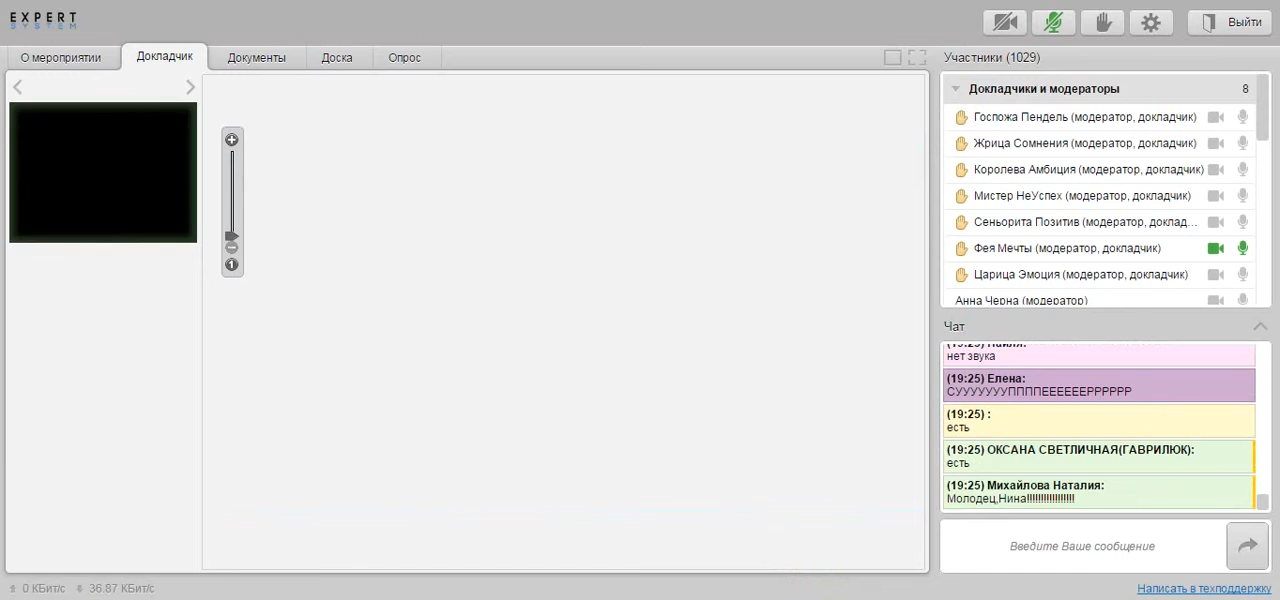 EXPERT
SYSTEM
Выйти
О мероприятии
Докладчик
Документы
Доска
Опрос
Участники (1029)
Докладчики и модераторы 8
Госпожа Пендель (модератор, докладчик)
Жрица Сомнения (модератор, докладчик)
Королева Амбиция (модератор, докладчик)
Мистер НеУспех (модератор, докладчик)
Сеньорита Позитив (модератор, доклад...
Фея Мечты (модератор, докладчик)
Царица Эмоция (модератор, докладчик)
Анна Черна (модератор)
1
Чат
(19:25) Наиля:
нет звука
(19:25) Елена:
СУУУУУУУППППЕЕЕЕЕЕРРРРРР
(19:25) :
есть
(19:25) ОКСАНА СВЕТЛИЧНАЯ(ГАВРИЛЮК):
есть
(19:25) Михайлова Наталия:
Молодец,Нина!!!!!!!!!!!!!!!!!
Введите Ваше сообщение
0 КБит/с 36.87 КБит/с
Написать в техподдержку